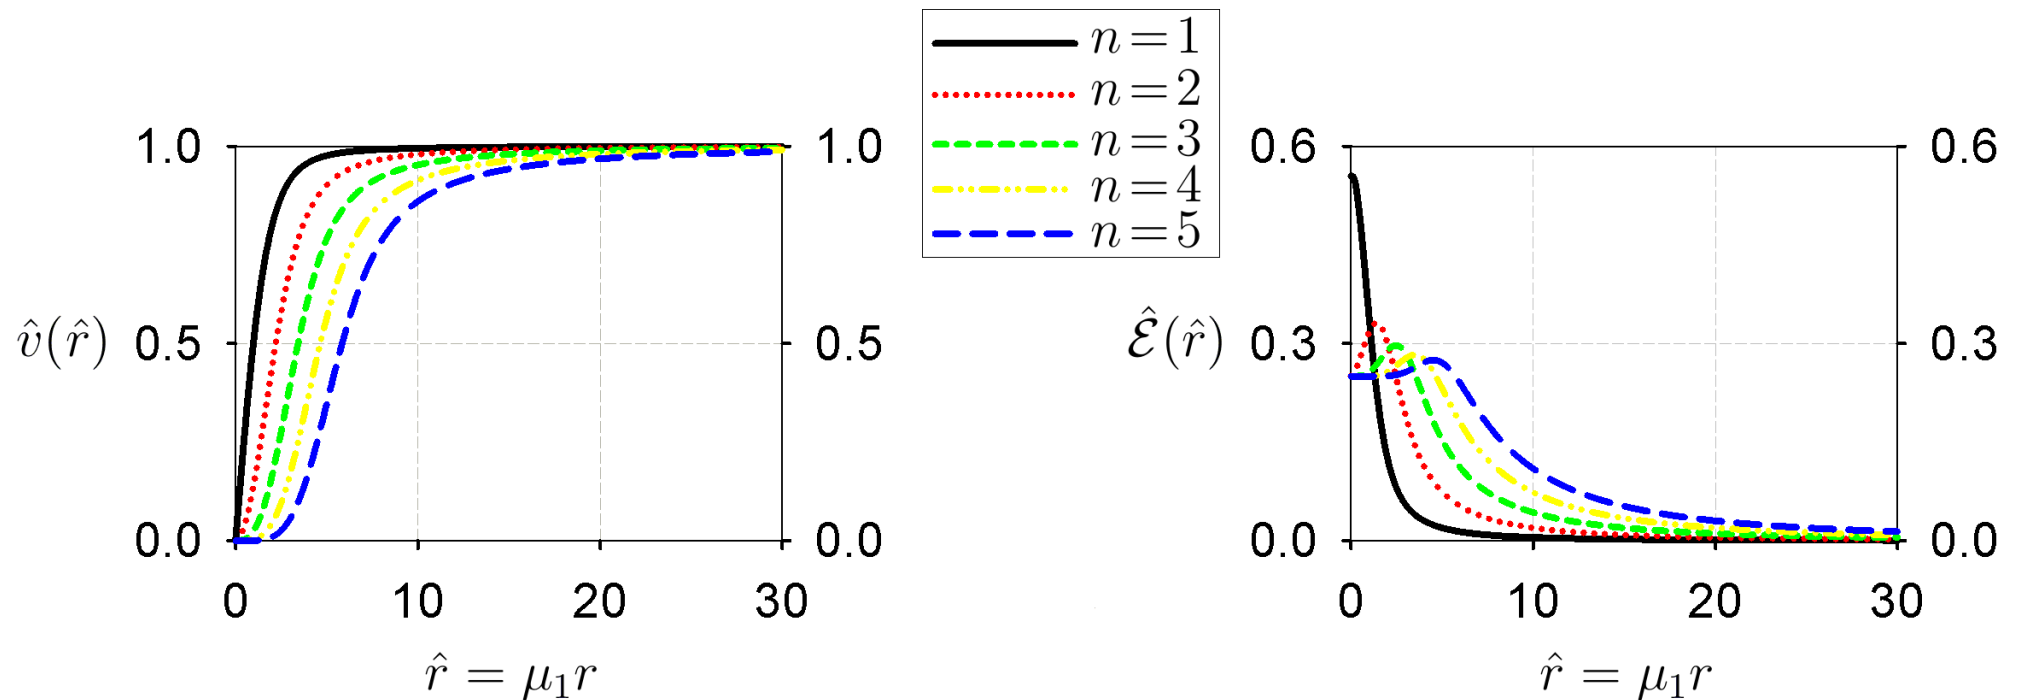 n = 1
n = 2
n = 3
n = 4
n = 5
1.0 1.0
v̂(r̂) 0.5 0.5
0.0 0.0
0 10 20 30
r̂ = μ₁r
0.6 0.6
ℰ̂(r̂) 0.3 0.3
0.0 0.0
0 10 20 30
r̂ = μ₁r